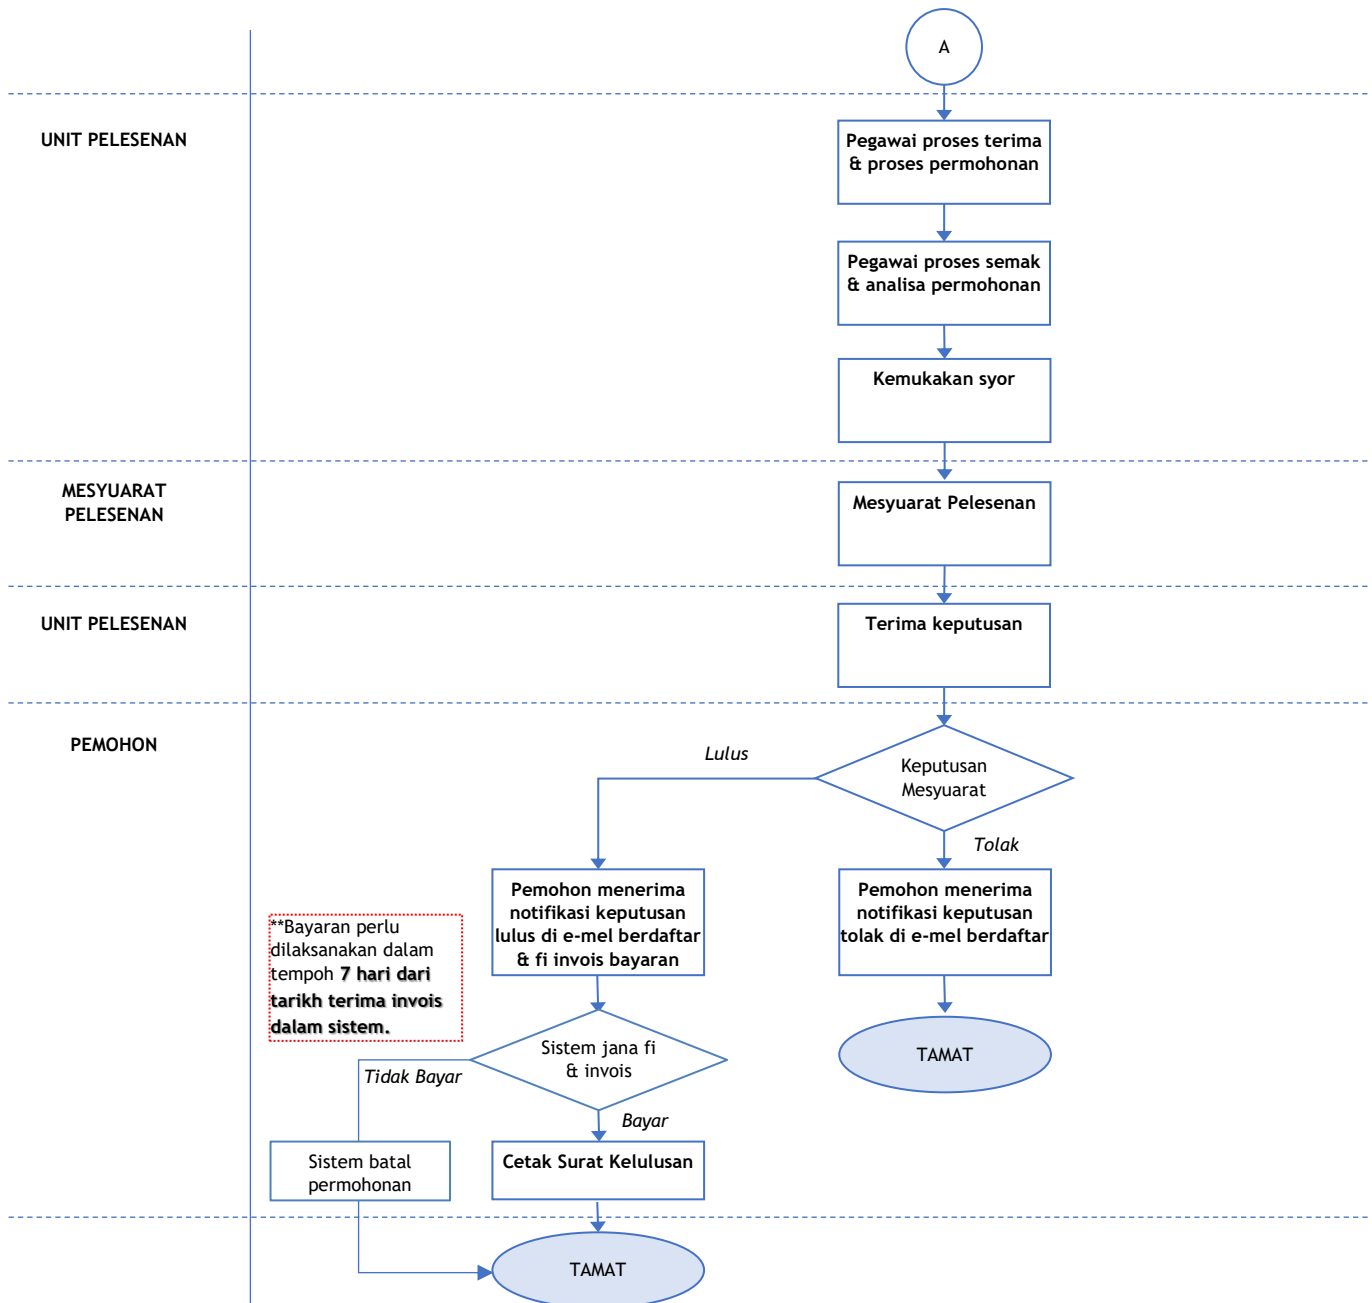 A
UNIT PELESENAN
Pegawai proses terima
& proses permohonan
Pegawai proses semak
& analisa permohonan
Kemukakan syor
MESYUARAT
PELESENAN
Mesyuarat Pelesenan
UNIT PELESENAN
Terima keputusan
PEMOHON
Lulus
Keputusan
Mesyuarat
Tolak
Pemohon menerima
notifikasi keputusan
lulus di e-mel berdaftar
& fi invois bayaran
Pemohon menerima
notifikasi keputusan
tolak di e-mel berdaftar
**Bayaran perlu
dilaksanakan dalam
tempoh 7 hari dari
tarikh terima invois
dalam sistem.
Sistem jana fi
& invois
TAMAT
Tidak Bayar
Bayar
Sistem batal
permohonan
Cetak Surat Kelulusan
TAMAT